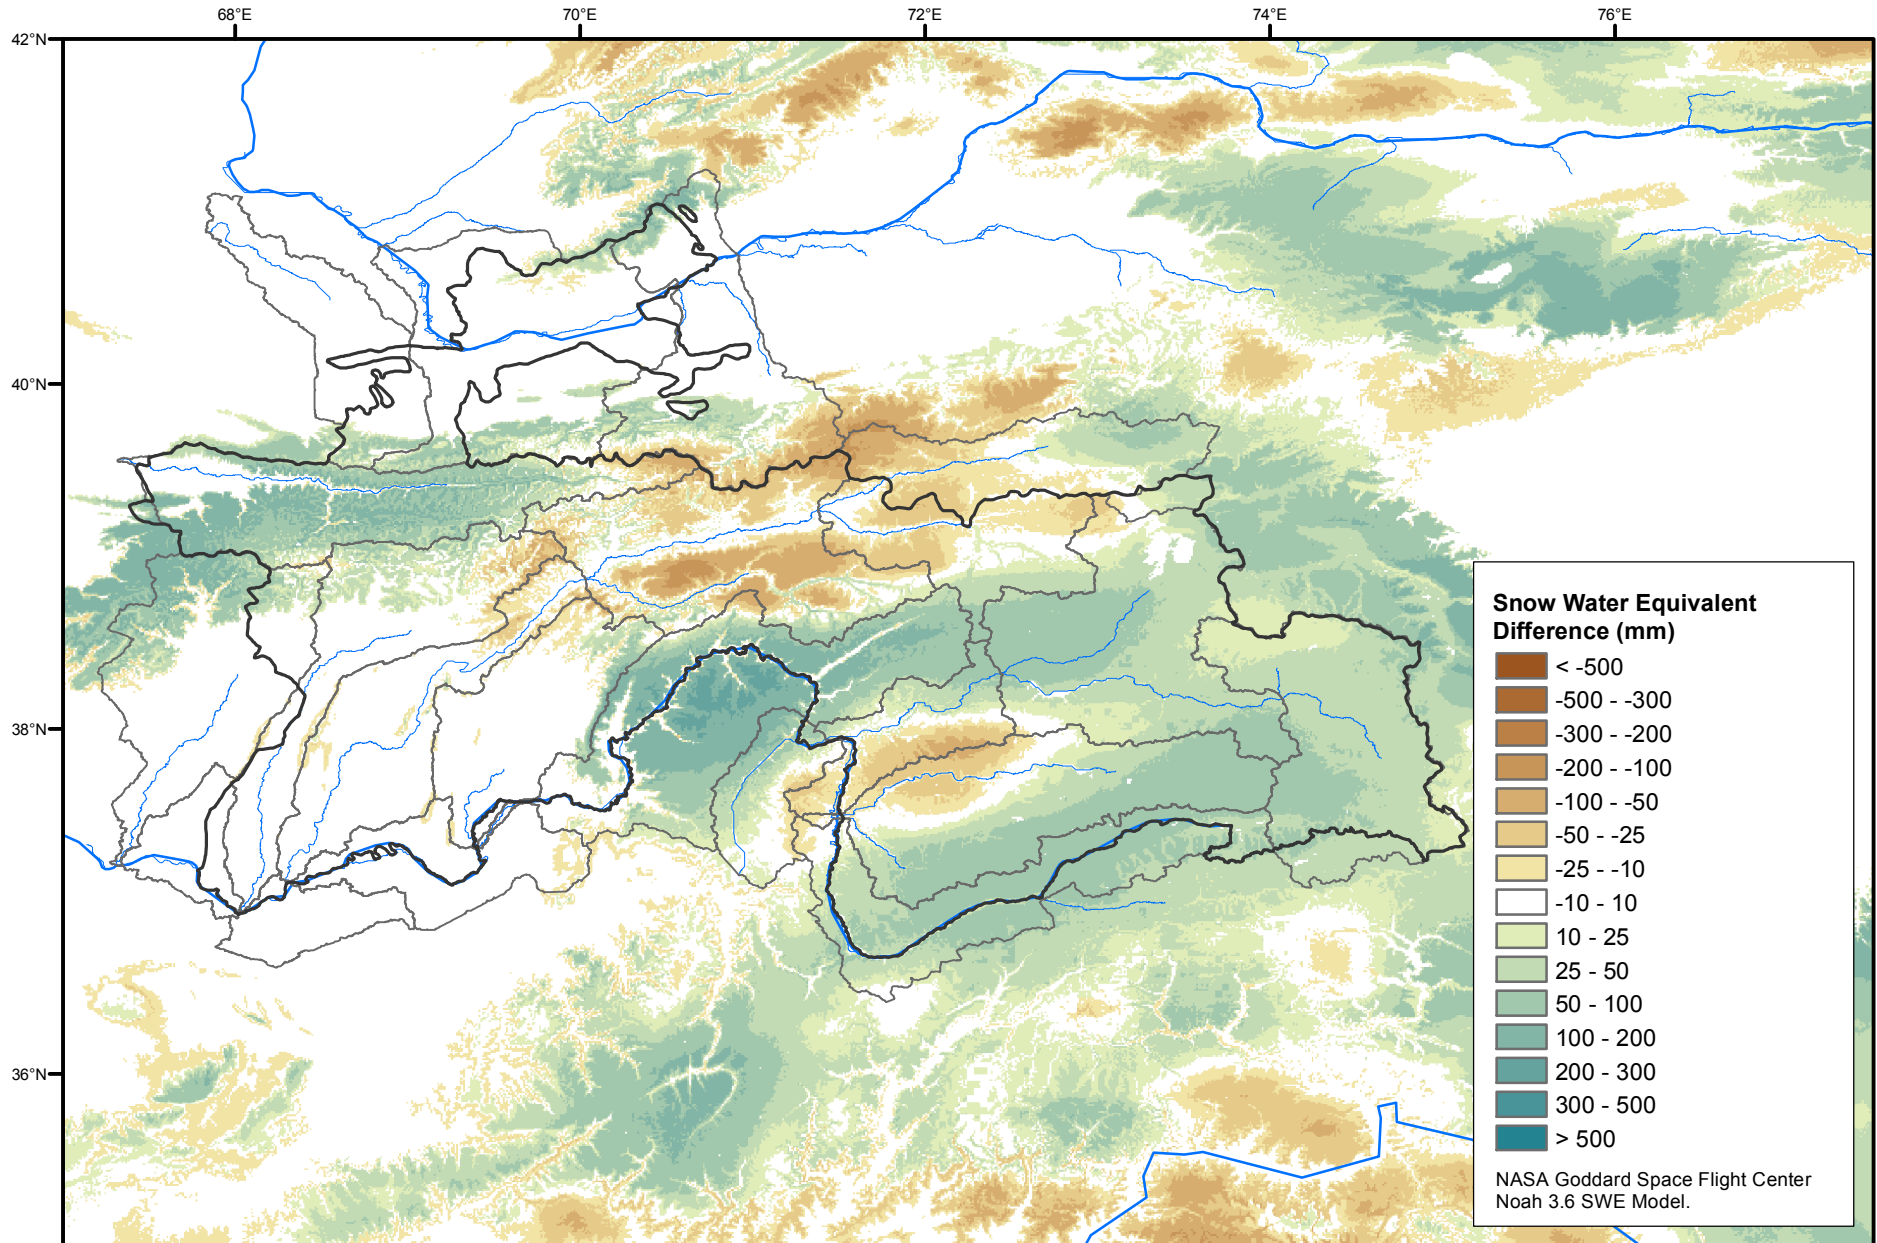 68°E 70°E 72°E 74°E 76°E
42°N
40°N
38°N
36°N
Snow Water Equivalent
Difference (mm)
< -500
-500 - -300
-300 - -200
-200 - -100
-100 - -50
-50 - -25
-25 - -10
-10 - 10
10 - 25
25 - 50
50 - 100
100 - 200
200 - 300
300 - 500
> 500
NASA Goddard Space Flight Center
Noah 3.6 SWE Model.